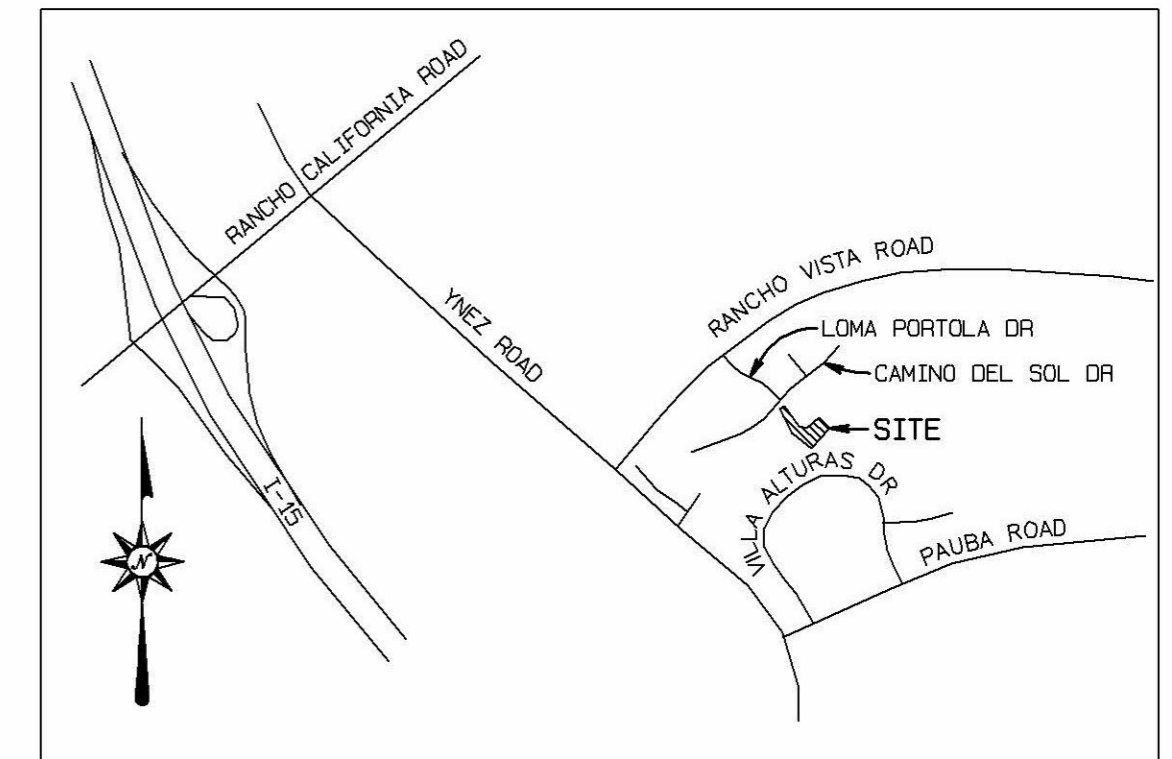 RANCHO CALIFORNIA ROAD
RANCHO VISTA ROAD
YNEZ ROAD
LOMA PORTOLA DR
CAMINO DEL SOL DR
SITE
VILLA ALTURAS DR
I-15
PAUBA ROAD
N